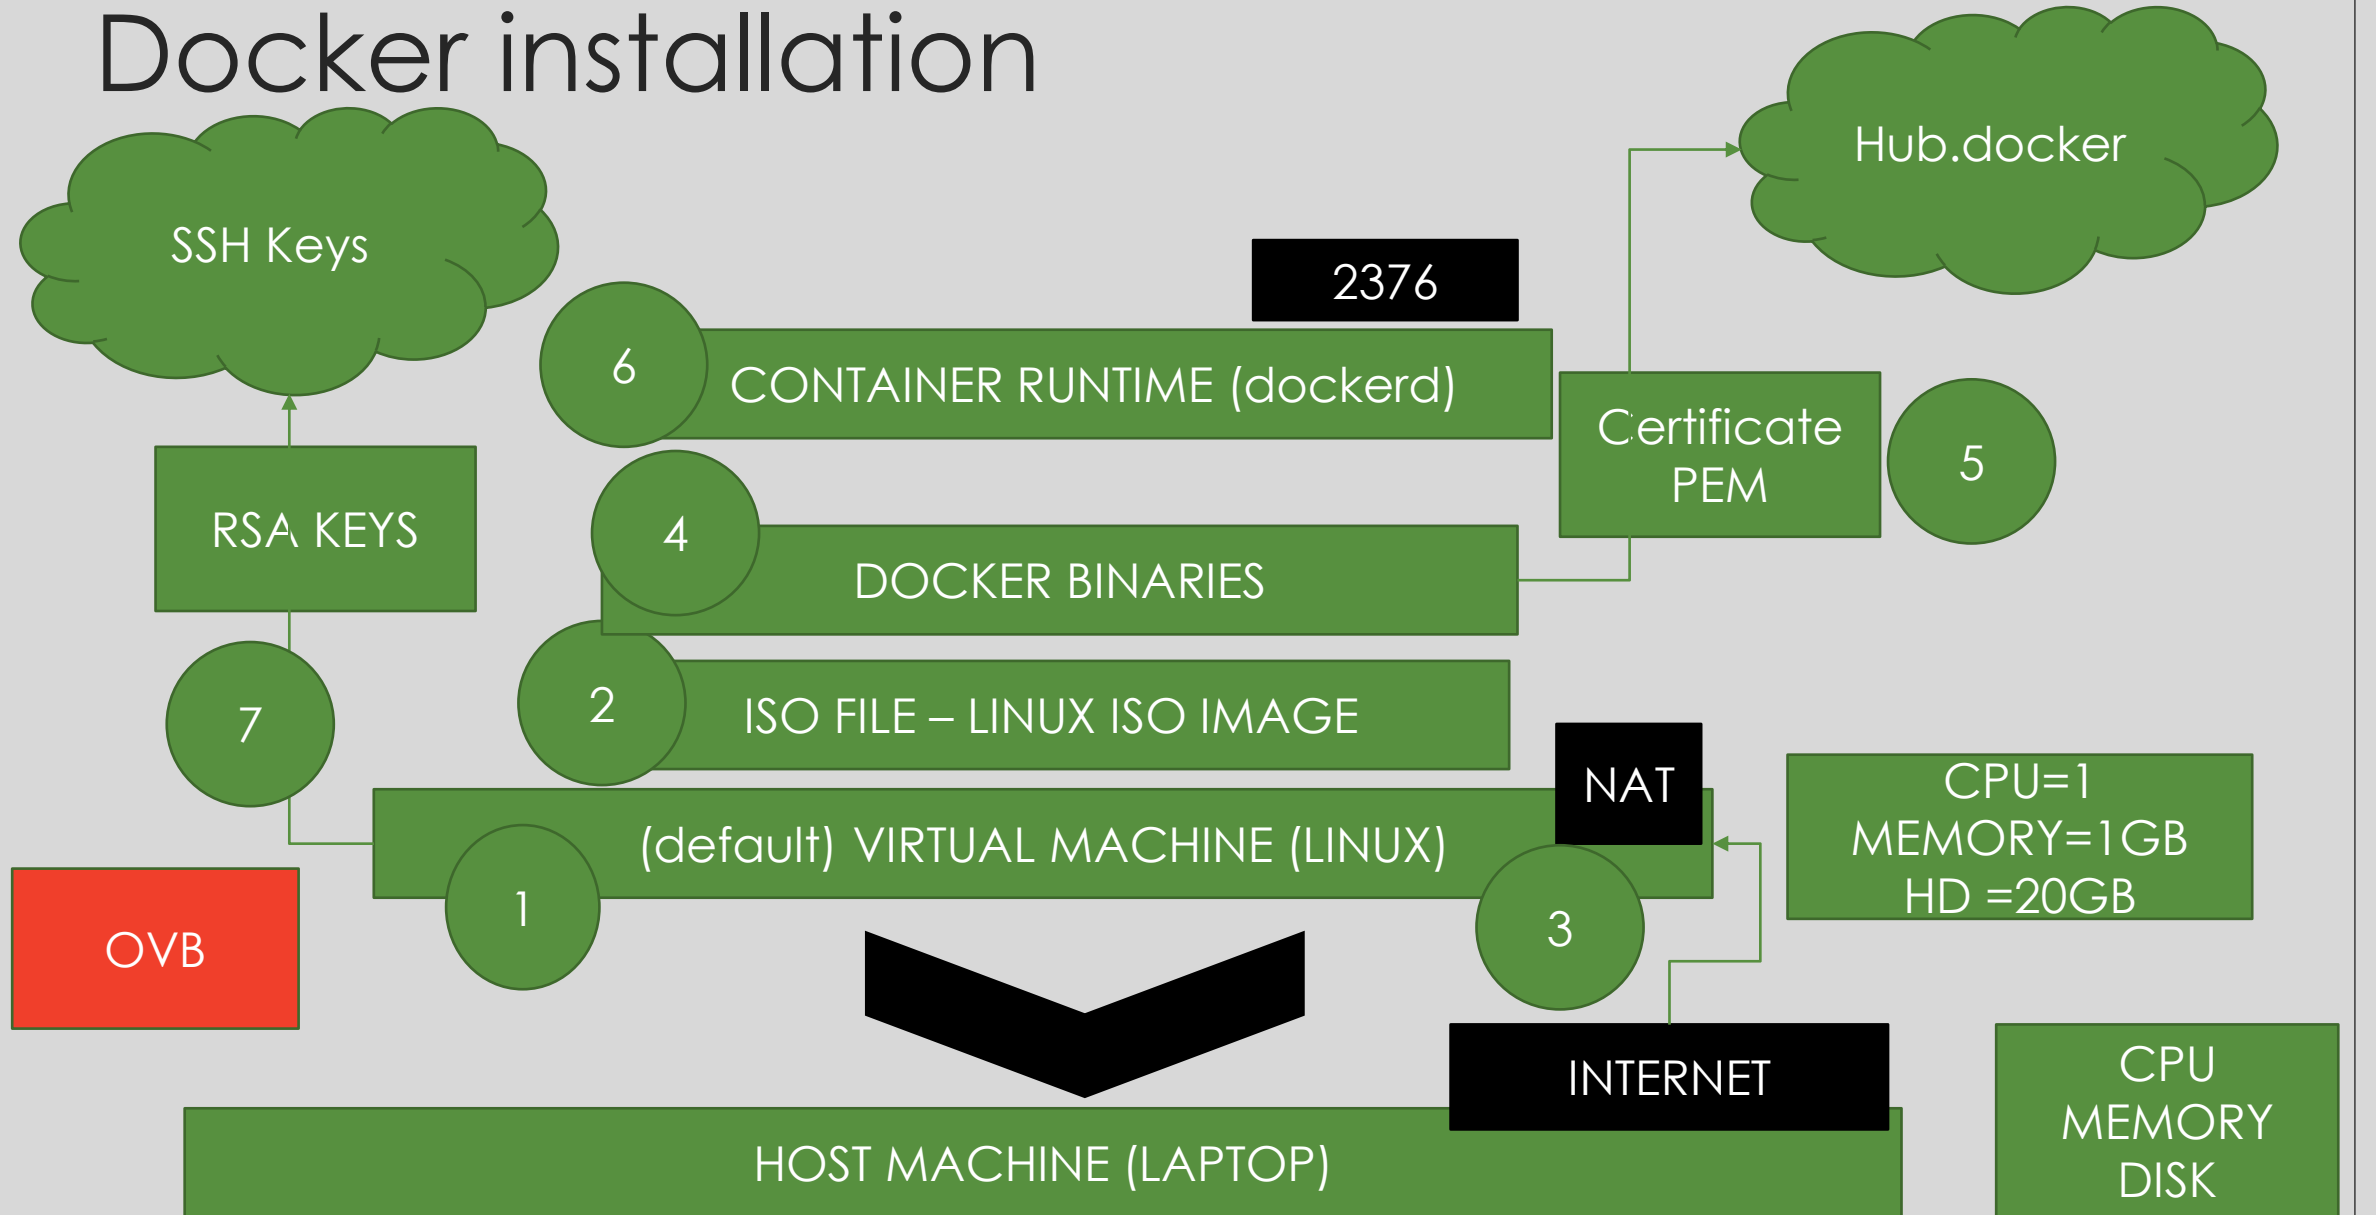 Docker installation
Hub.docker
SSH Keys
2376
6
CONTAINER RUNTIME (dockerd)
Certificate
PEM
5
RSA KEYS
4
DOCKER BINARIES
7
2
ISO FILE – LINUX ISO IMAGE
NAT
(default) VIRTUAL MACHINE (LINUX)
CPU=1
MEMORY=1GB
HD =20GB
1
3
OVB
INTERNET
HOST MACHINE (LAPTOP)
CPU
MEMORY
DISK